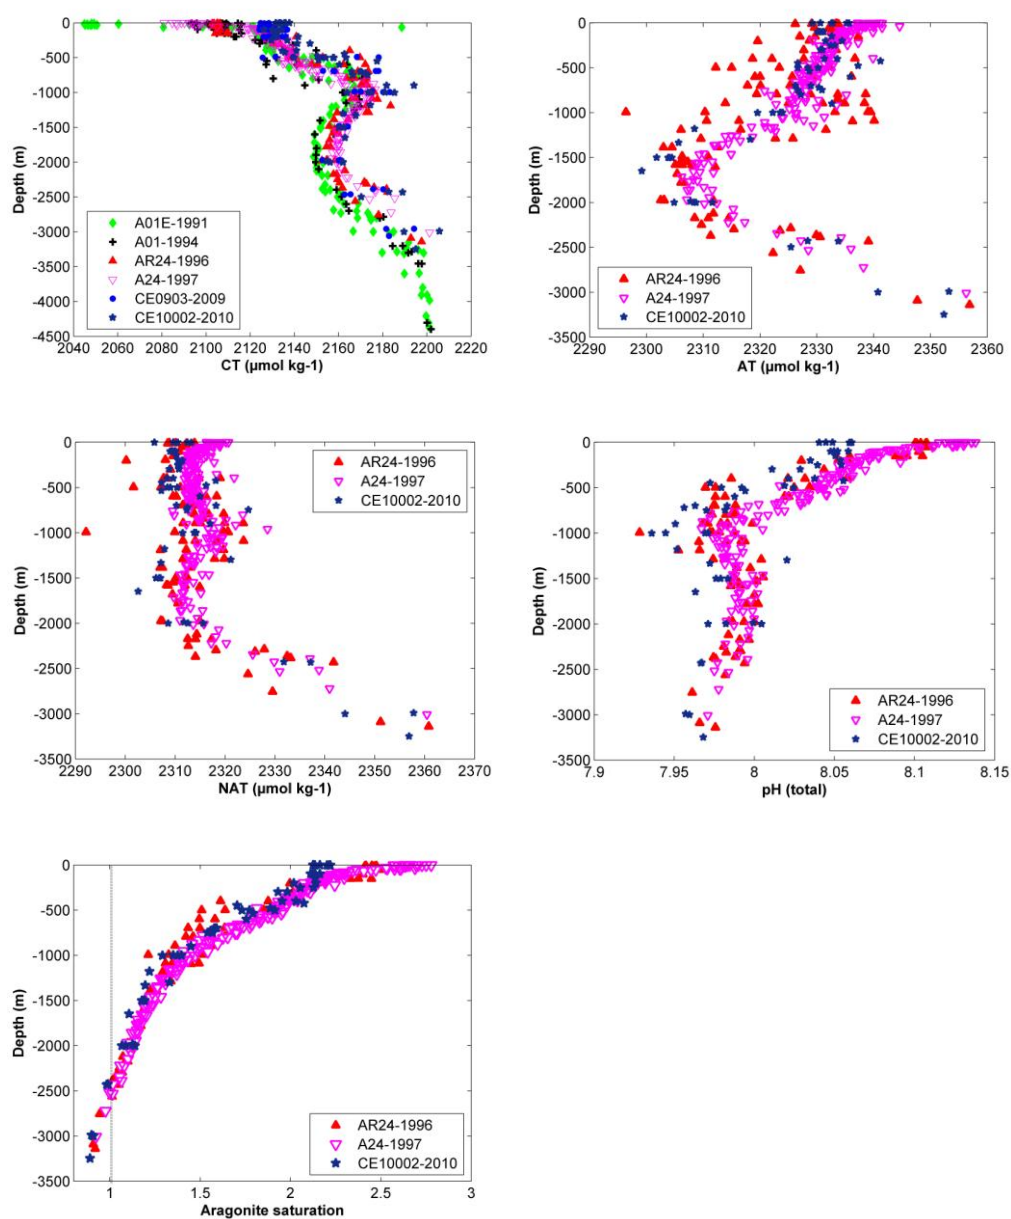 0
-500
-1000
-1500
-2000
-2500
-3000
-3500
-4000
-4500
Depth (m)
A01E-1991
A01-1994
AR24-1996
A24-1997
CE0903-2009
CE10002-2010
2040 2060 2080 2100 2120 2140 2160 2180 2200 2220
CT (µmol kg-1)
0
-500
-1000
-1500
-2000
-2500
-3000
-3500
Depth (m)
AR24-1996
A24-1997
CE10002-2010
2290 2300 2310 2320 2330 2340 2350 2360
AT (µmol kg-1)
0
-500
-1000
-1500
-2000
-2500
-3000
-3500
Depth (m)
AR24-1996
A24-1997
CE10002-2010
2290 2300 2310 2320 2330 2340 2350 2360 2370
NAT (µmol kg-1)
0
-500
-1000
-1500
-2000
-2500
-3000
-3500
Depth (m)
AR24-1996
A24-1997
CE10002-2010
7.9 7.95 8 8.05 8.1 8.15
pH (total)
0
-500
-1000
-1500
-2000
-2500
-3000
-3500
Depth (m)
AR24-1996
A24-1997
CE10002-2010
1 1.5 2 2.5 3
Aragonite saturation